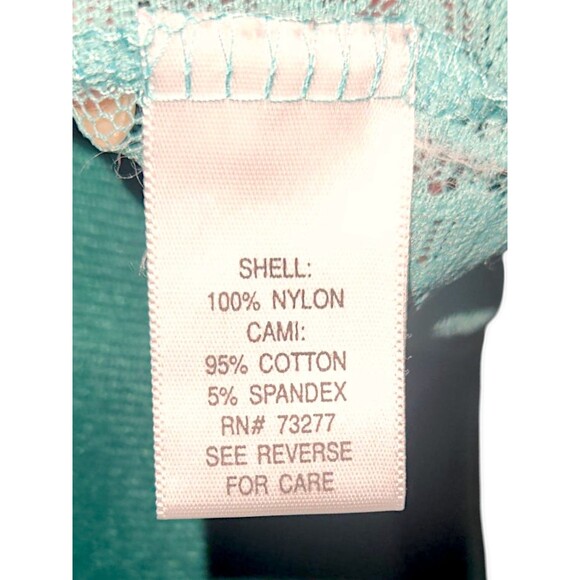 SHELL:
100% NYLON
CAMI:
95% COTTON
5% SPANDEX
RN# 73277
SEE REVERSE
FOR CARE